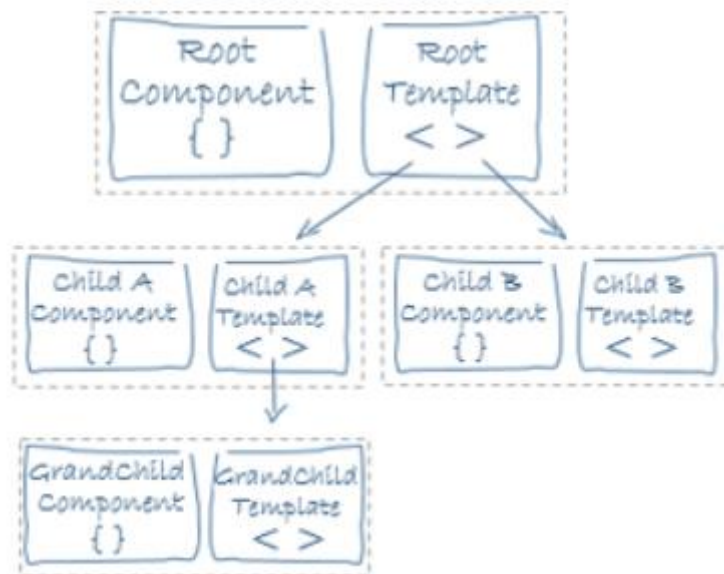 Root
Component
{ }
Root
Template
< >
Child A
Component
{ }
Child A
Template
< >
Child B
Component
{ }
Child B
Template
< >
GrandChild
Component
{ }
GrandChild
Template
< >